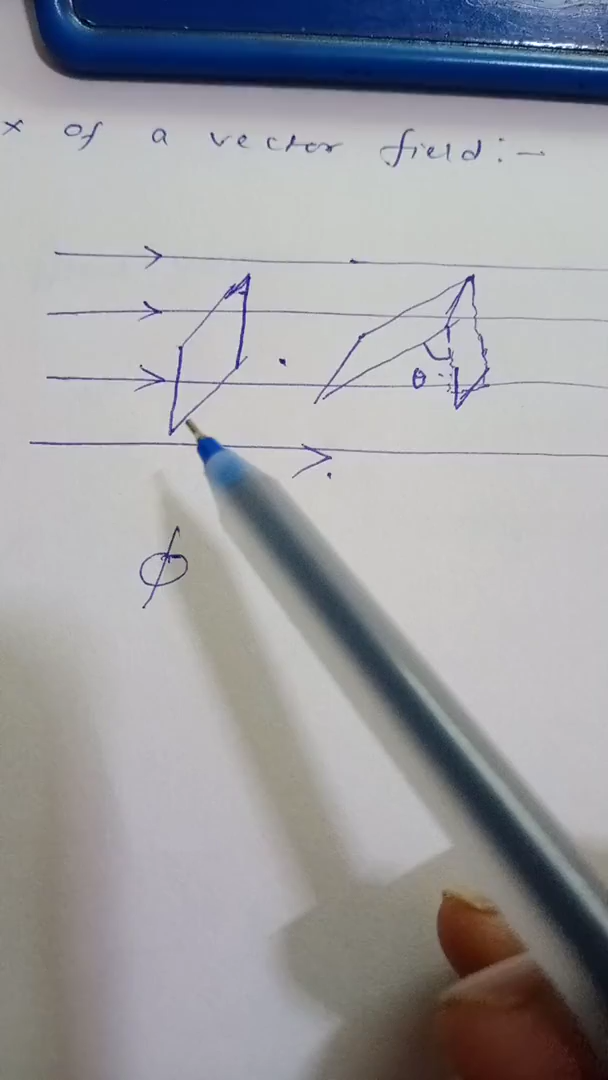 x of a vector field:-
θ
ϕ